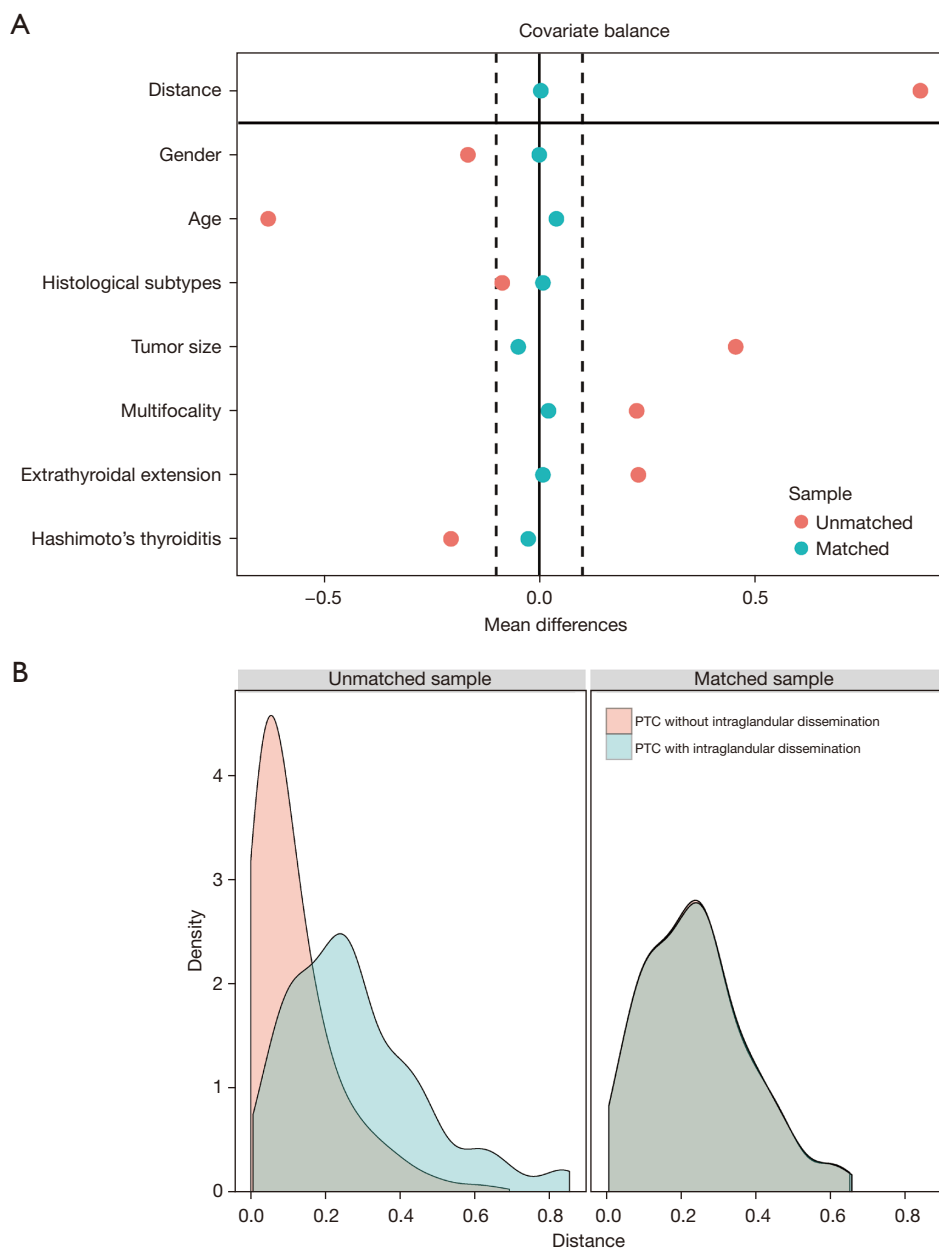 A
Covariate balance
Distance
Gender
Age
Histological subtypes
Tumor size
Multifocality
Extrathyroidal extension
Hashimoto's thyroiditis
Sample
Unmatched
Matched
−0.5 0.0 0.5
Mean differences
B
Unmatched sample Matched sample
PTC without intraglandular dissemination
PTC with intraglandular dissemination
4
3
2
1
0
Density
0.0 0.2 0.4 0.6 0.8 0.0 0.2 0.4 0.6 0.8
Distance